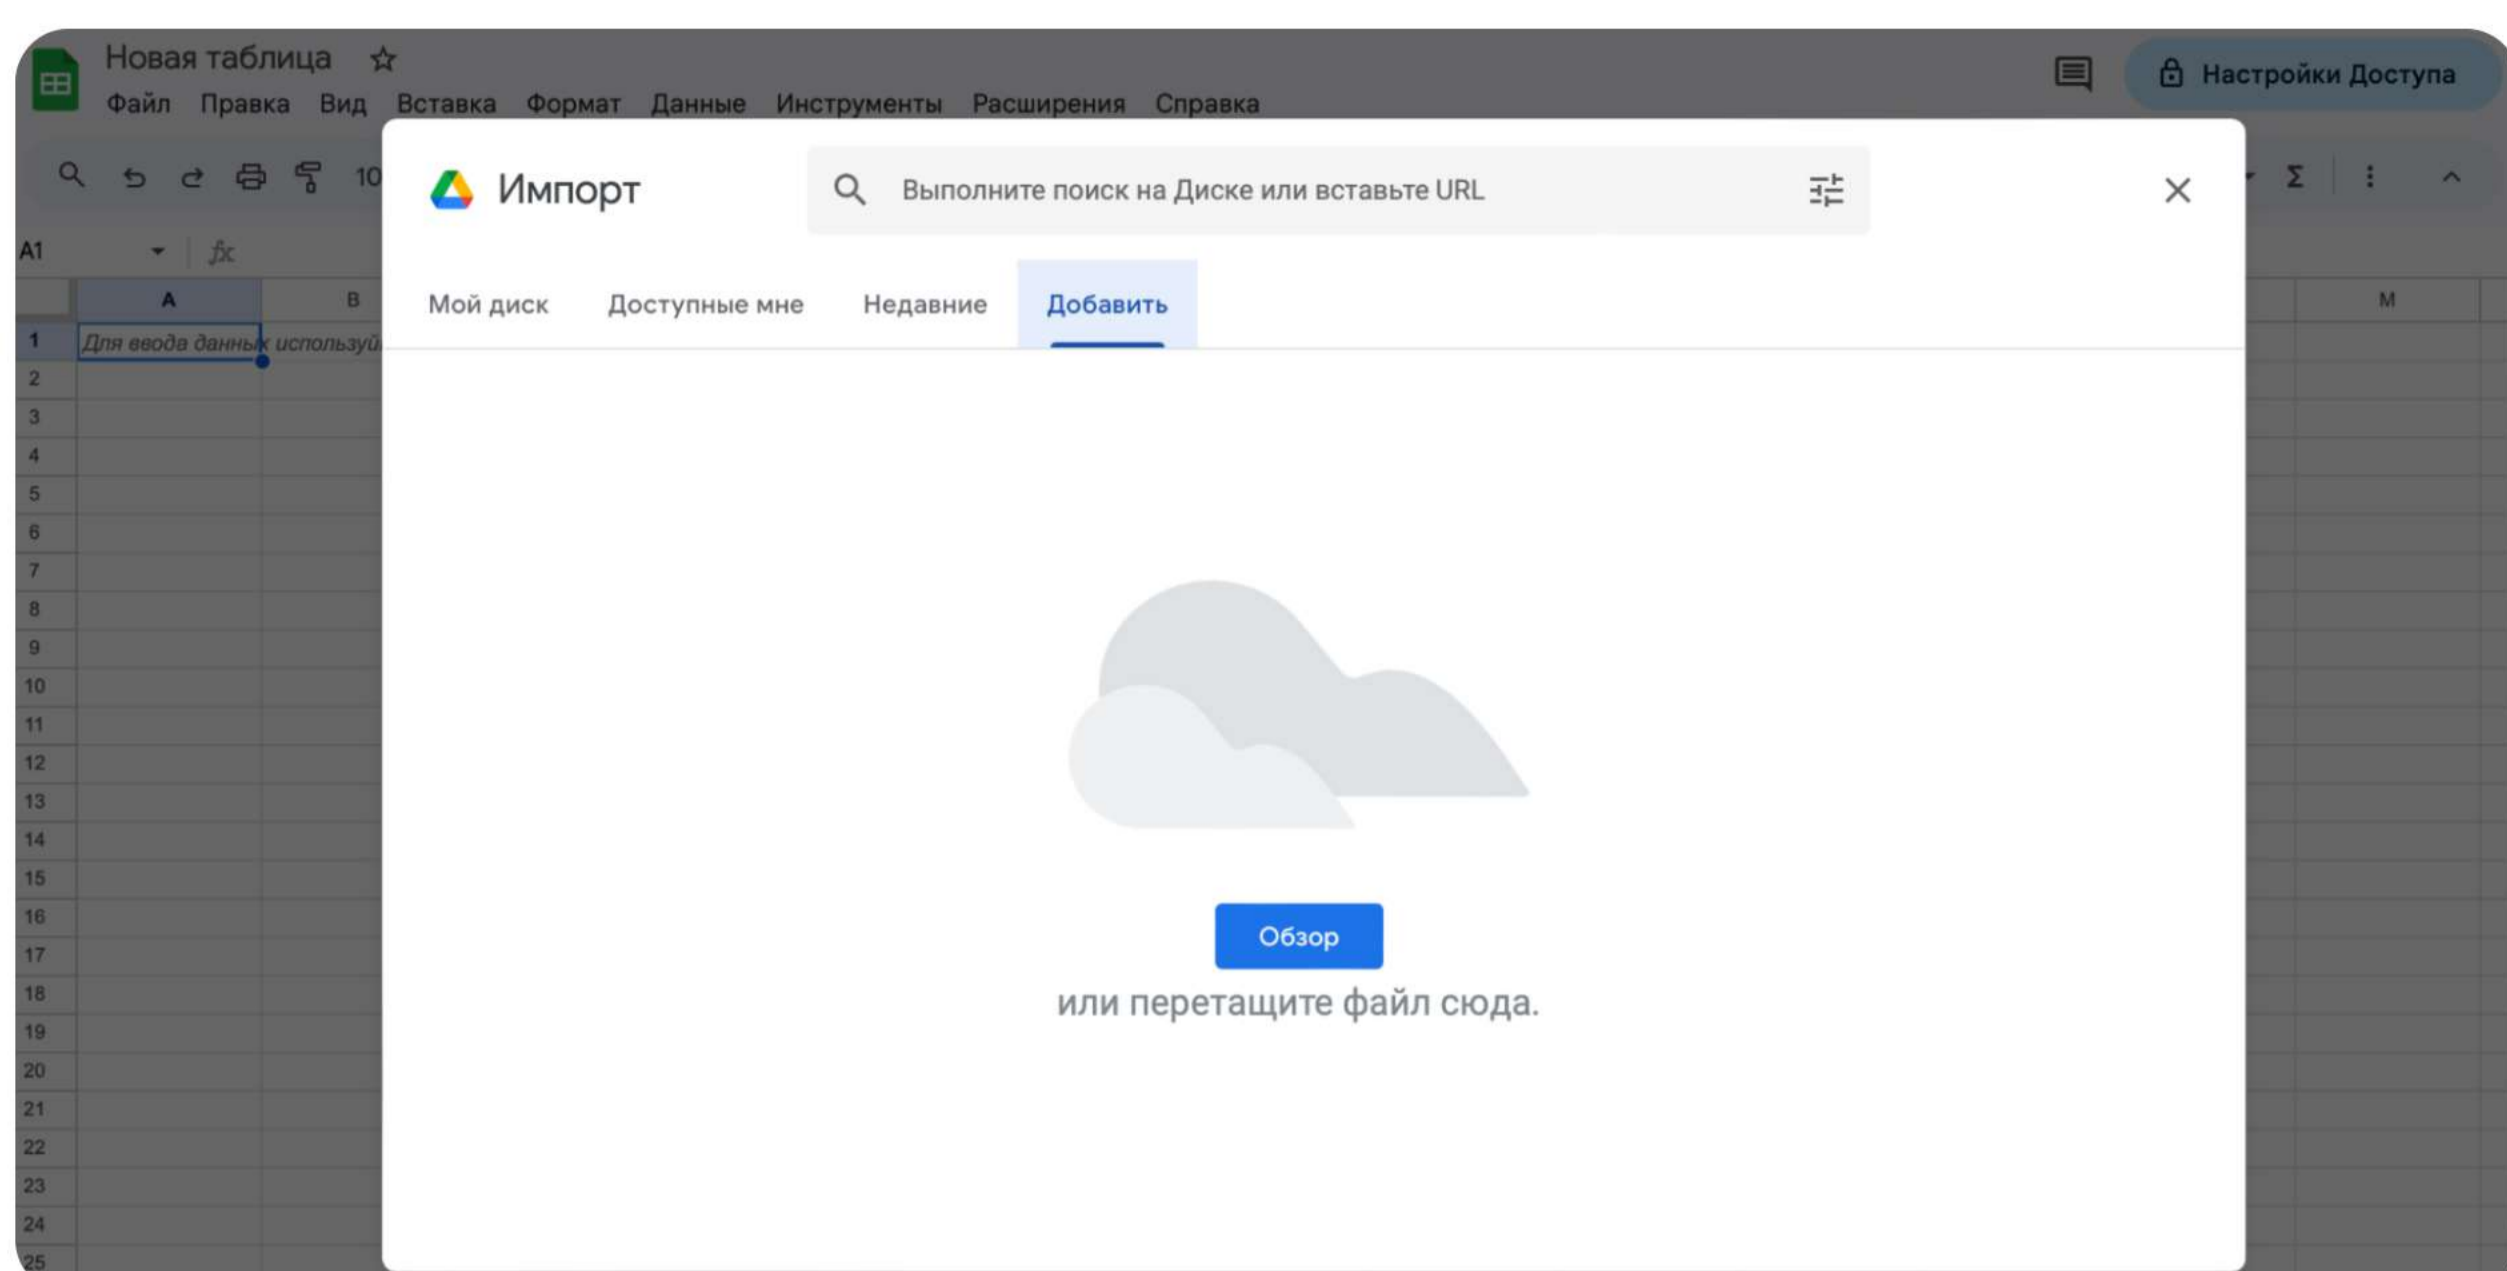 Новая таблица
Файл Правка Вид Вставка Формат Данные Инструменты Расширения Справка
Настройки Доступа
10
Σ
Импорт
Выполните поиск на Диске или вставьте URL
A1
fx
Мой диск Доступные мне Недавние Добавить
A B M
1 Для ввода данных используй
2
3
4
5
6
7
8
9
10
11
12
13
14
15
16
17
18
19
20
21
22
23
24
25
Обзор
или перетащите файл сюда.